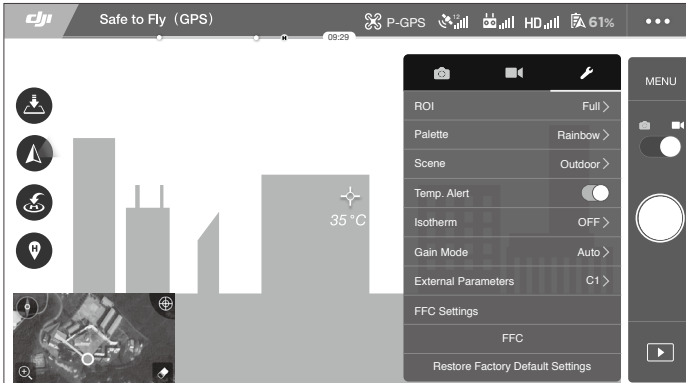 dji
Safe to Fly (GPS)
P-GPS
12
HD
61%
09:29
H
MENU
ROI Full
Palette Rainbow
Scene Outdoor
Temp. Alert
35°C
Isotherm OFF
Gain Mode Auto
External Parameters C1
H
H
FFC Settings
FFC
Restore Factory Default Settings